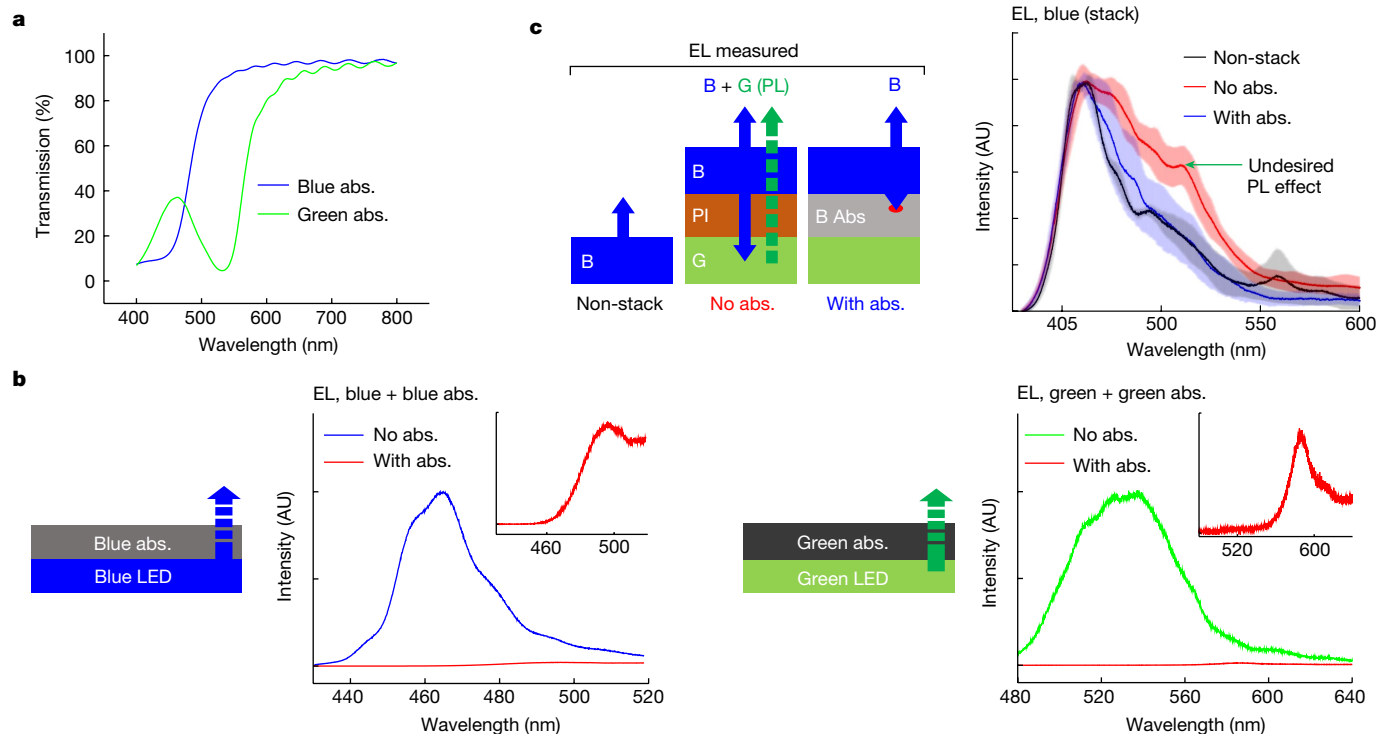 a
Transmission (%)
100
80
60
40
20
0
Blue abs.
Green abs.
400 500 600 700 800
Wavelength (nm)
c
EL measured
B + G (PL)
B
B
PI
B Abs
B
G
Non-stack
No abs.
With abs.
EL, blue (stack)
Intensity (AU)
Non-stack
No abs.
With abs.
Undesired
PL effect
405 500 550 600
Wavelength (nm)
b
Blue abs.
Blue LED
EL, blue + blue abs.
Intensity (AU)
No abs.
With abs.
460 500
440 460 480 500 520
Wavelength (nm)
Green abs.
Green LED
EL, green + green abs.
Intensity (AU)
No abs.
With abs.
520 600
480 520 560 600 640
Wavelength (nm)